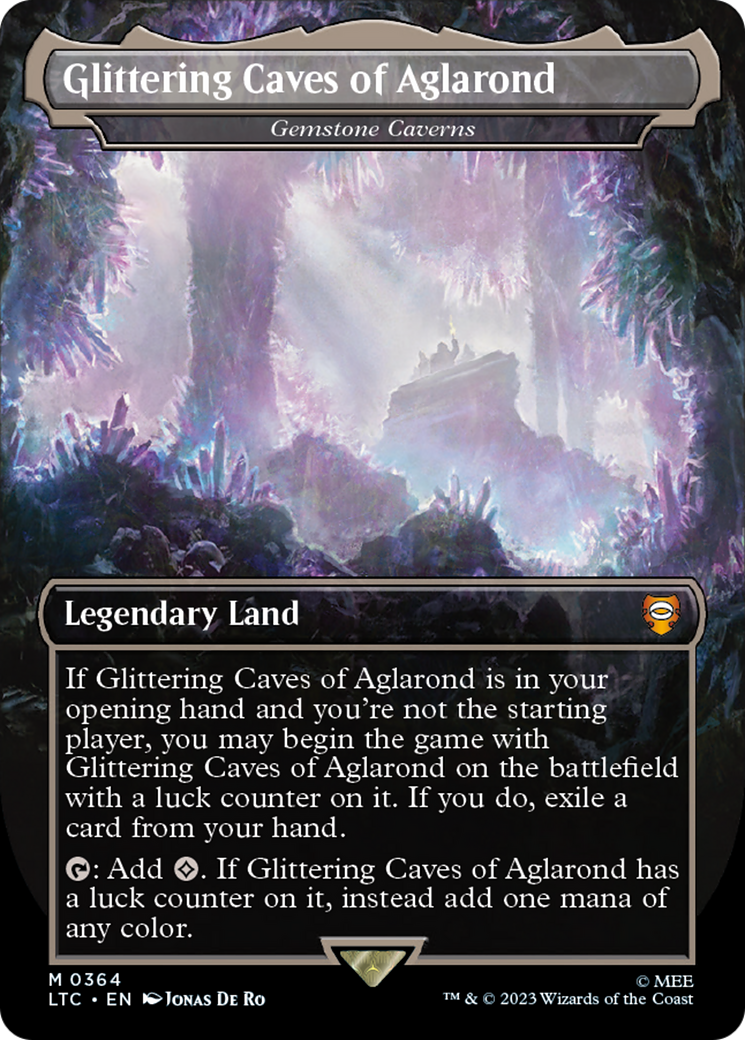 Glittering Caves of Aglarond
Gemstone Caverns
Legendary Land
If Glittering Caves of Aglarond is in your
opening hand and you're not the starting
player, you may begin the game with
Glittering Caves of Aglarond on the battlefield
with a luck counter on it. If you do, exile a
card from your hand.
: Add . If Glittering Caves of Aglarond has
a luck counter on it, instead add one mana of
any color.
M 0364
LTC • EN Jonas De Ro
© MEE
™ & © 2023 Wizards of the Coast